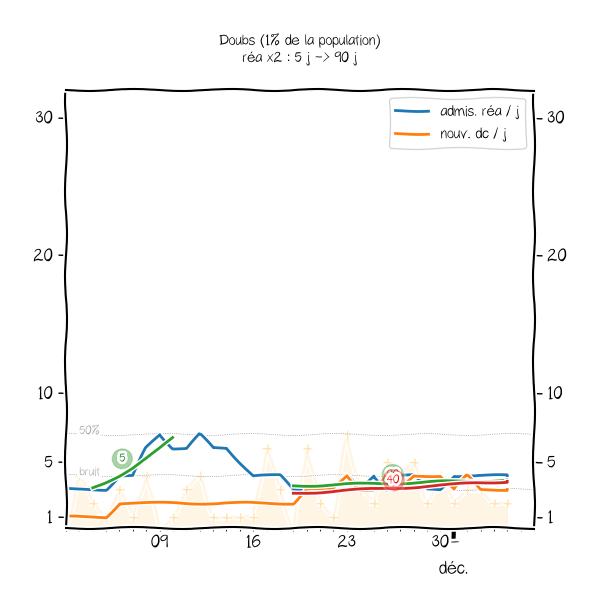 Doubs (1% de la population)
réa x2 : 5 j -> 90 j
admis. réa / j
nouv. dc / j
30
30
20
20
10
10
50%
5
5
5
bruit
40
1
1
09
16
23
30
déc.